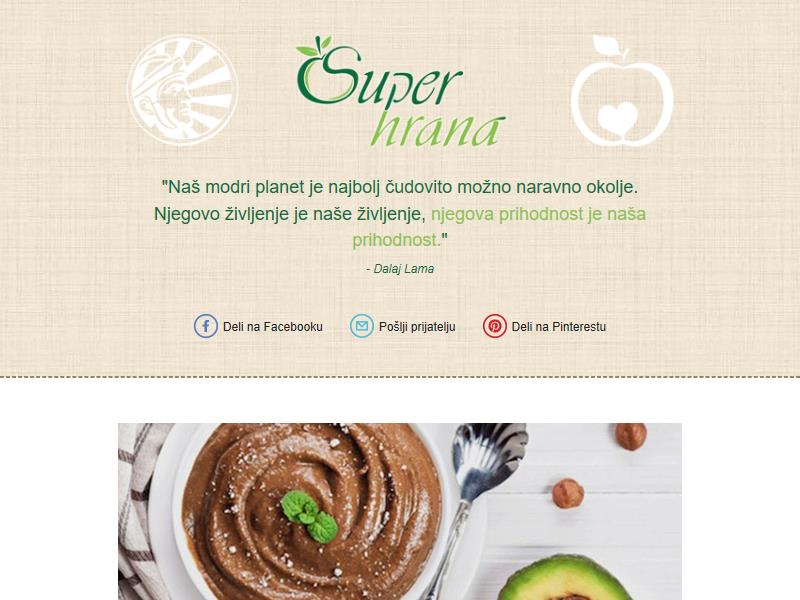 Super
hrana
"Naš modri planet je najbolj čudovito možno naravno okolje.
Njegovo življenje je naše življenje, njegova prihodnost je naša
prihodnost."
- Dalaj Lama
Deli na Facebooku
Pošlji prijatelju
Deli na Pinterestu